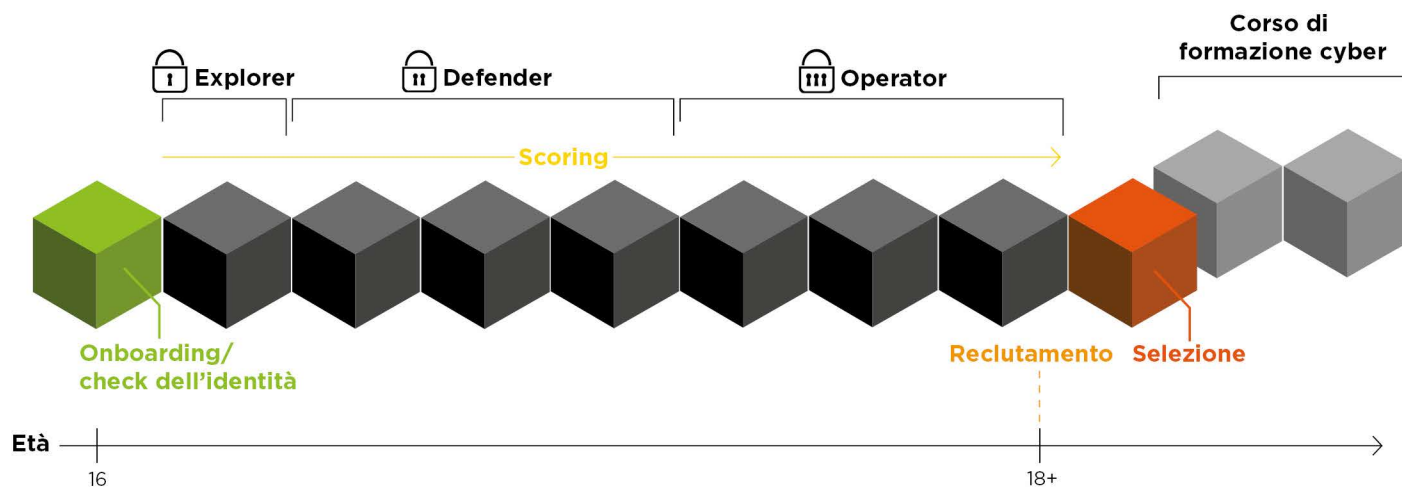 Corso di
formazione cyber
Explorer
Defender
Operator
Scoring
Onboarding/
check dell’identità
Reclutamento
Selezione
Età
16
18+